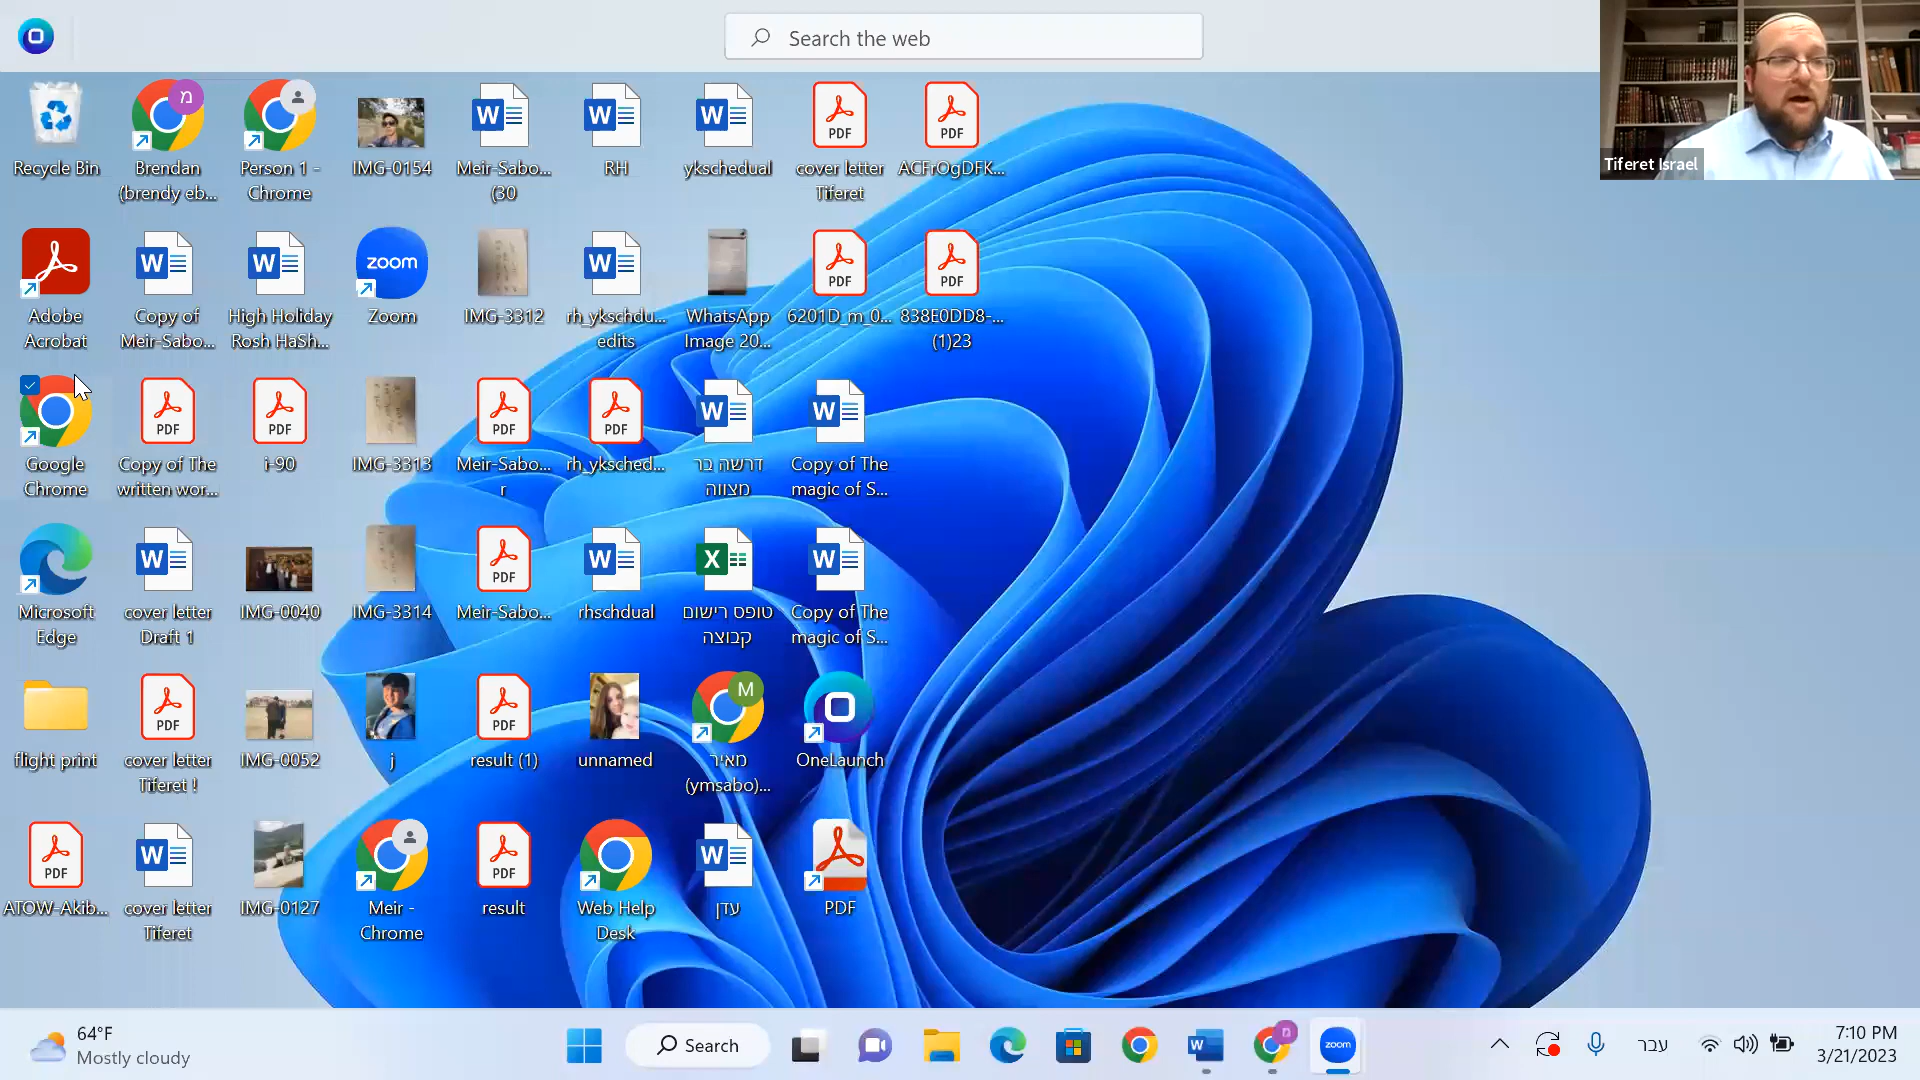 Search the web
Tiferet Israel
Recycle Bin
Brendan
(brendy eb...
Person 1 -
Chrome
IMG-0154
Meir-Sabo...
(30
RH
ykschedual
cover letter
Tiferet
ACFrOgDFK...
Adobe
Acrobat
Copy of
Meir-Sabo...
High Holiday
Rosh HaSh...
zoom
Zoom
IMG-3312
rh_ykschdu...
edits
WhatsApp
Image 20...
6201D_m_0...
838E0DD8-...
(1)23
Google
Chrome
Copy of The
written wor...
i-90
IMG-3313
Meir-Sabo...
r
rh_yksched...
דרשה בר
מצווה
Copy of The
magic of S...
Microsoft
Edge
cover letter
Draft 1
IMG-0040
IMG-3314
Meir-Sabo...
rhschdual
טופס רישום
קבוצה
Copy of The
magic of S...
flight print
cover letter
Tiferet !
IMG-0052
j
result (1)
unnamed
מאיר
(ymsabo)...
OneLaunch
ATOW-Akib...
cover letter
Tiferet
IMG-0127
Meir -
Chrome
result
Web Help
Desk
עדן
PDF
64°F
Mostly cloudy
Search
zoom
עבר
7:10 PM
3/21/2023